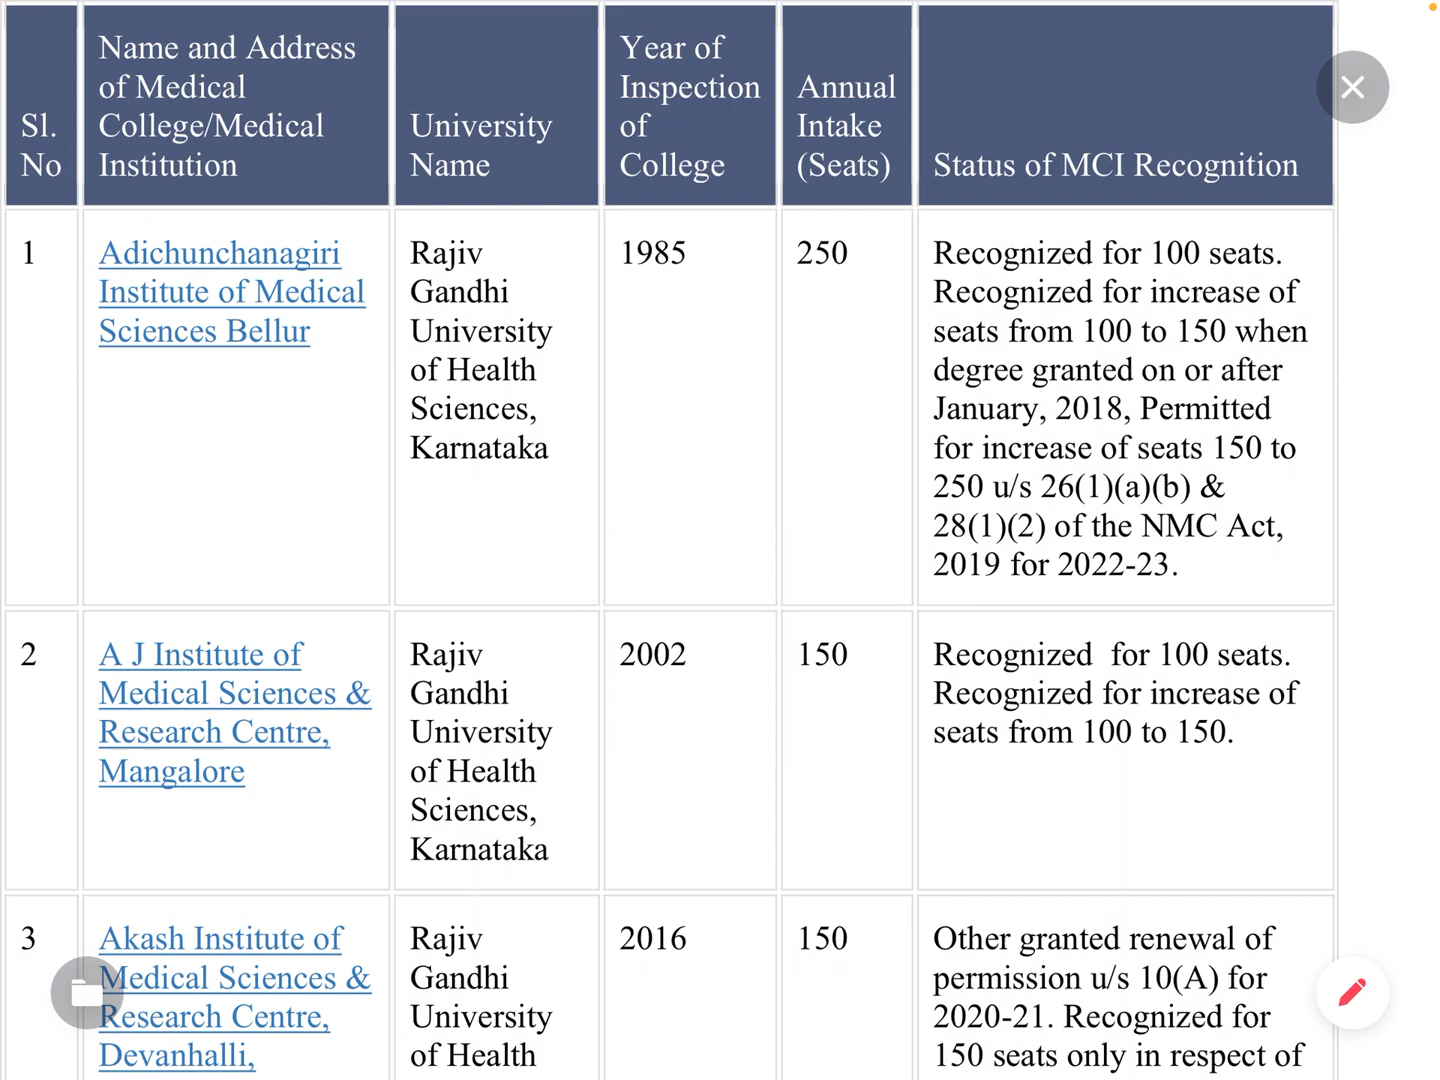 Sl. No
Name and Address of Medical College/Medical Institution
University Name
Year of Inspection of College
Annual Intake (Seats)
Status of MCI Recognition
1
Adichunchanagiri
Institute of Medical
Sciences Bellur
Rajiv
Gandhi
University
of Health
Sciences,
Karnataka
1985
250
Recognized for 100 seats.
Recognized for increase of
seats from 100 to 150 when
degree granted on or after
January, 2018, Permitted
for increase of seats 150 to
250 u/s 26(1)(a)(b) &
28(1)(2) of the NMC Act,
2019 for 2022-23.
2
A J Institute of
Medical Sciences &
Research Centre,
Mangalore
Rajiv
Gandhi
University
of Health
Sciences,
Karnataka
2002
150
Recognized  for 100 seats.
Recognized for increase of
seats from 100 to 150.
3
Akash Institute of
Medical Sciences &
Research Centre,
Devanhalli,
Rajiv
Gandhi
University
of Health
2016
150
Other granted renewal of
permission u/s 10(A) for
2020-21. Recognized for
150 seats only in respect of